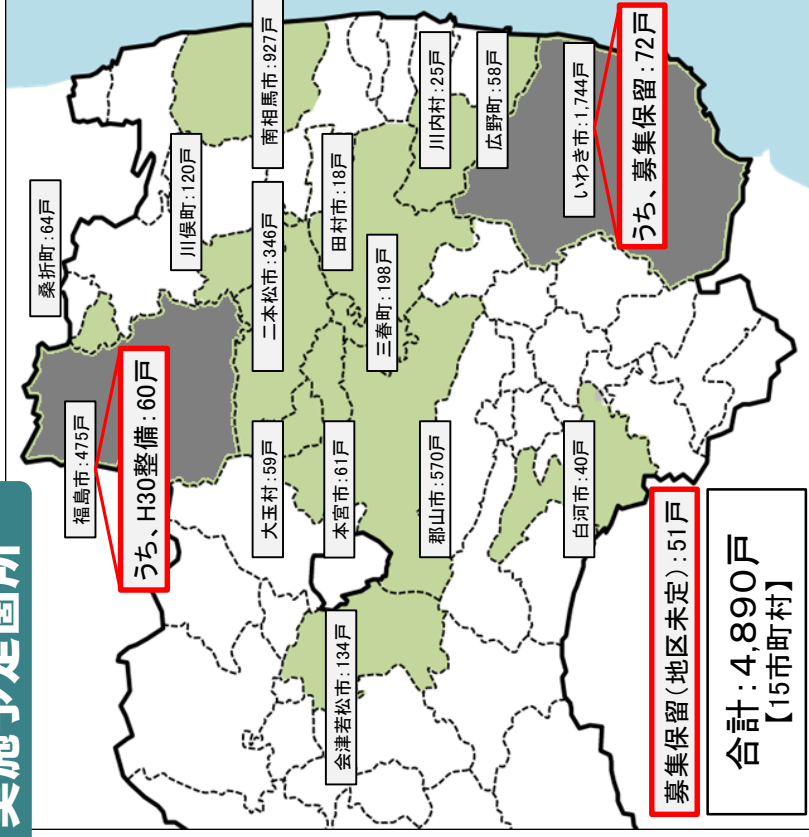 実施予定箇所
桑折町:64戸
福島市:475戸
うち、H30整備:60戸
川俣町:120戸
南相馬市:927戸
二本松市:346戸
大玉村:59戸
田村市:18戸
本宮市:61戸
三春町:198戸
川内村:25戸
広野町:58戸
郡山市:570戸
会津若松市:134戸
いわき市:1,744戸
うち、募集保留:72戸
白河市:40戸
募集保留(地区未定):51戸
合計:4,890戸
【15市町村】